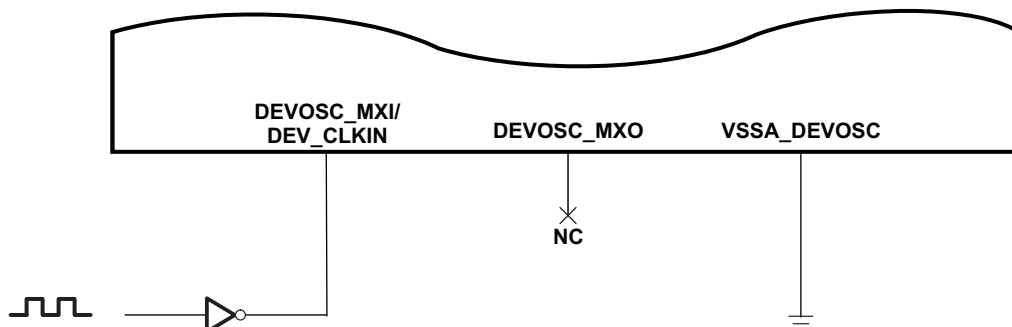 DEVOSC_MXI/
DEV_CLKIN
DEVOSC_MXO
VSSA_DEVOSC
NC